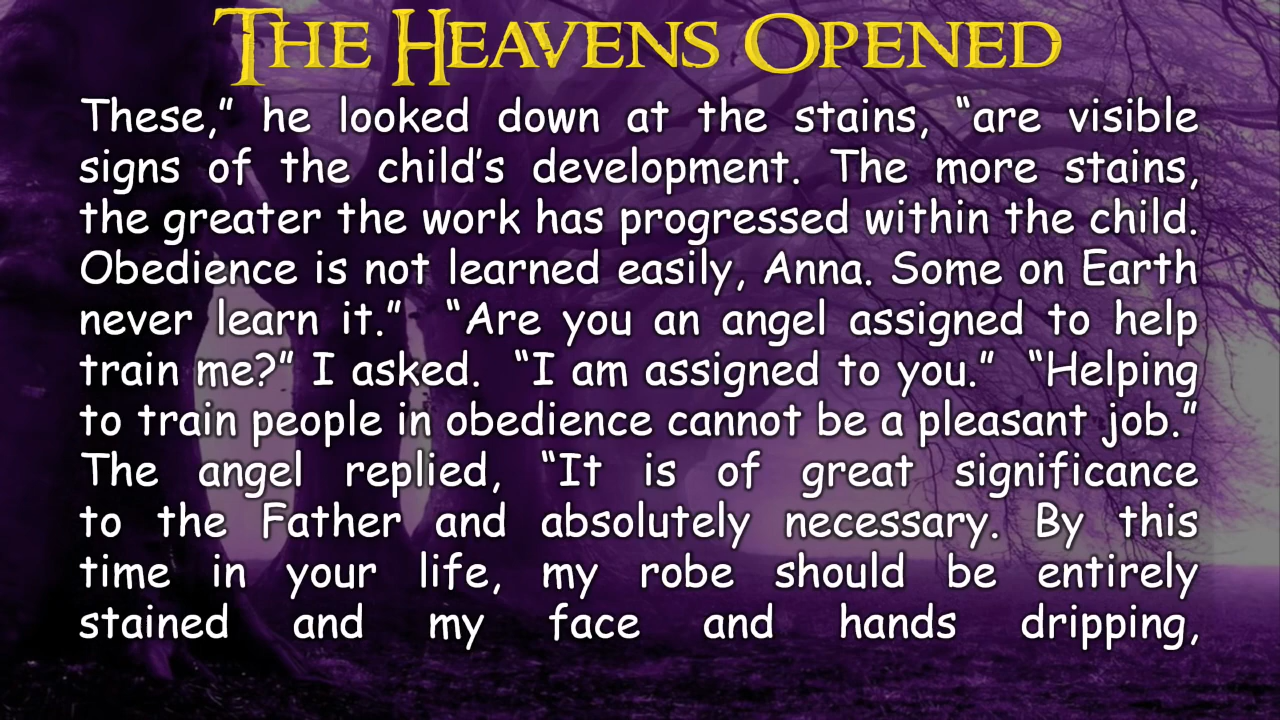 THE HEAVENS OPENED
These,” he looked down at the stains, “are visible
signs of the child’s development. The more stains,
the greater the work has progressed within the child.
Obedience is not learned easily, Anna. Some on Earth
never learn it.” “Are you an angel assigned to help
train me?” I asked. “I am assigned to you.” “Helping
to train people in obedience cannot be a pleasant job.”
The angel replied, “It is of great significance
to the Father and absolutely necessary. By this
time in your life, my robe should be entirely
stained and my face and hands dripping,